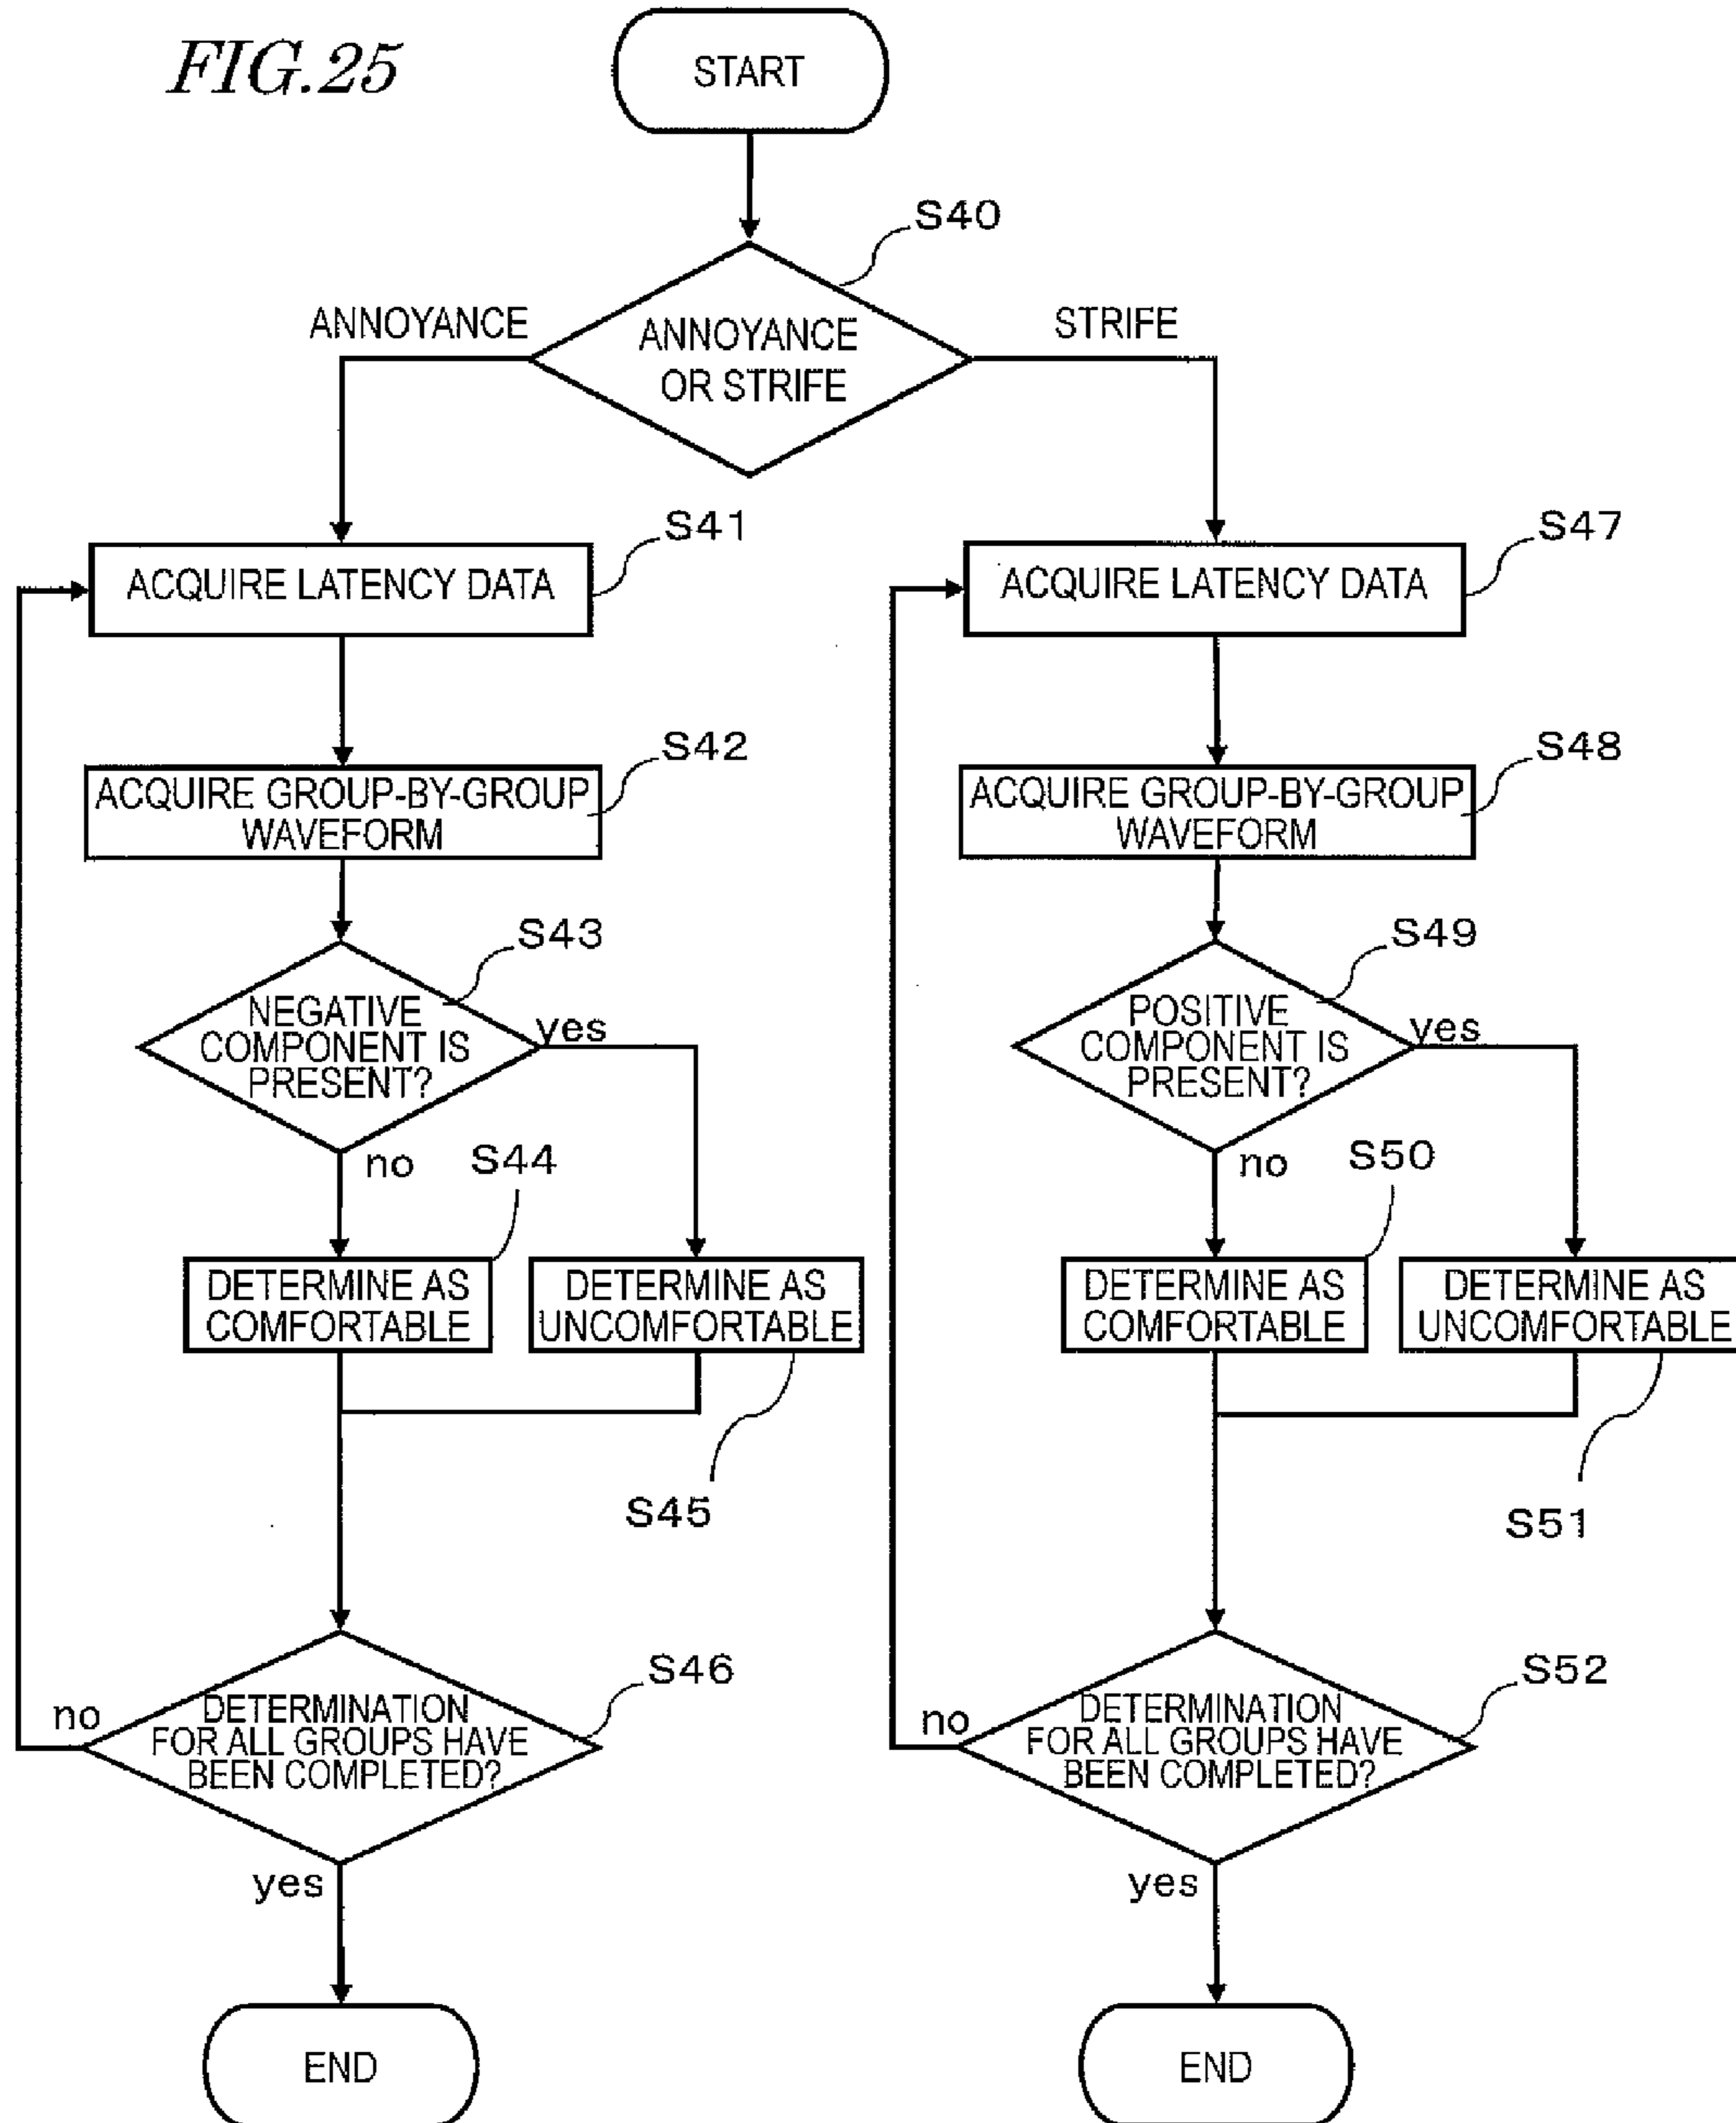 FIG.25
START
S40
ANNOYANCE
ANNOYANCE
OR STRIFE
STRIFE
S41
ACQUIRE LATENCY DATA
S42
ACQUIRE GROUP-BY-GROUP
WAVEFORM
S43
NEGATIVE
COMPONENT IS
PRESENT?
yes
no
S44
DETERMINE AS
COMFORTABLE
DETERMINE AS
UNCOMFORTABLE
S45
S46
no
DETERMINATION
FOR ALL GROUPS HAVE
BEEN COMPLETED?
yes
END
S47
ACQUIRE LATENCY DATA
S48
ACQUIRE GROUP-BY-GROUP
WAVEFORM
S49
POSITIVE
COMPONENT IS
PRESENT?
yes
no
S50
DETERMINE AS
COMFORTABLE
DETERMINE AS
UNCOMFORTABLE
S51
S52
no
DETERMINATION
FOR ALL GROUPS HAVE
BEEN COMPLETED?
yes
END